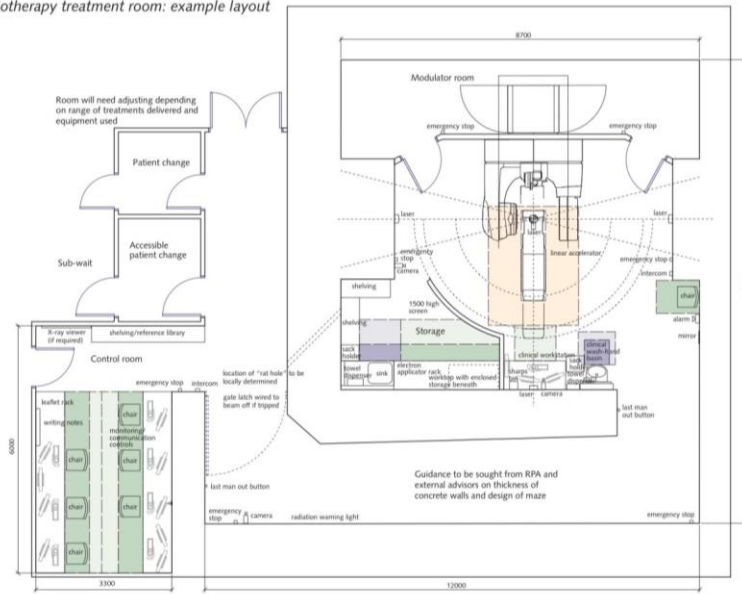 otherapy treatment room: example layout
8700
Modulator room
Room will need adjusting depending
on range of treatments delivered and
equipment used
emergency stop
emergency stop
Patient change
laser
laser
laser
Accessible
patient change
Sub-wait
linear accelerator
emergency
stop
camera
emergency stop
intercom
shelving
chair
1500 high
screen
alarm
shelving
Storage
mirror
X-ray viewer
(if required)
shelving/reference library
Control room
sack
holder
towel
dispenser
sink
electron
applicator rack
worktop with enclosed
storage beneath
clinical workstation
sharps
clinical
wash-hand
basin
sack
holder
towel
dispenser
laser
camera
location of "rat hole" to be
locally determined
emergency stop
intercom
gate latch wired to
beam off if tripped
leaflet rack
writing notes
chair
monitoring/
communication
controls
last man
out button
chair
chair
6000
chair
chair
chair
Guidance to be sought from RPA and
external advisors on thickness of
concrete walls and design of maze
last man out button
emergency
stop
camera
radiation warning light
emergency stop
3300
12000